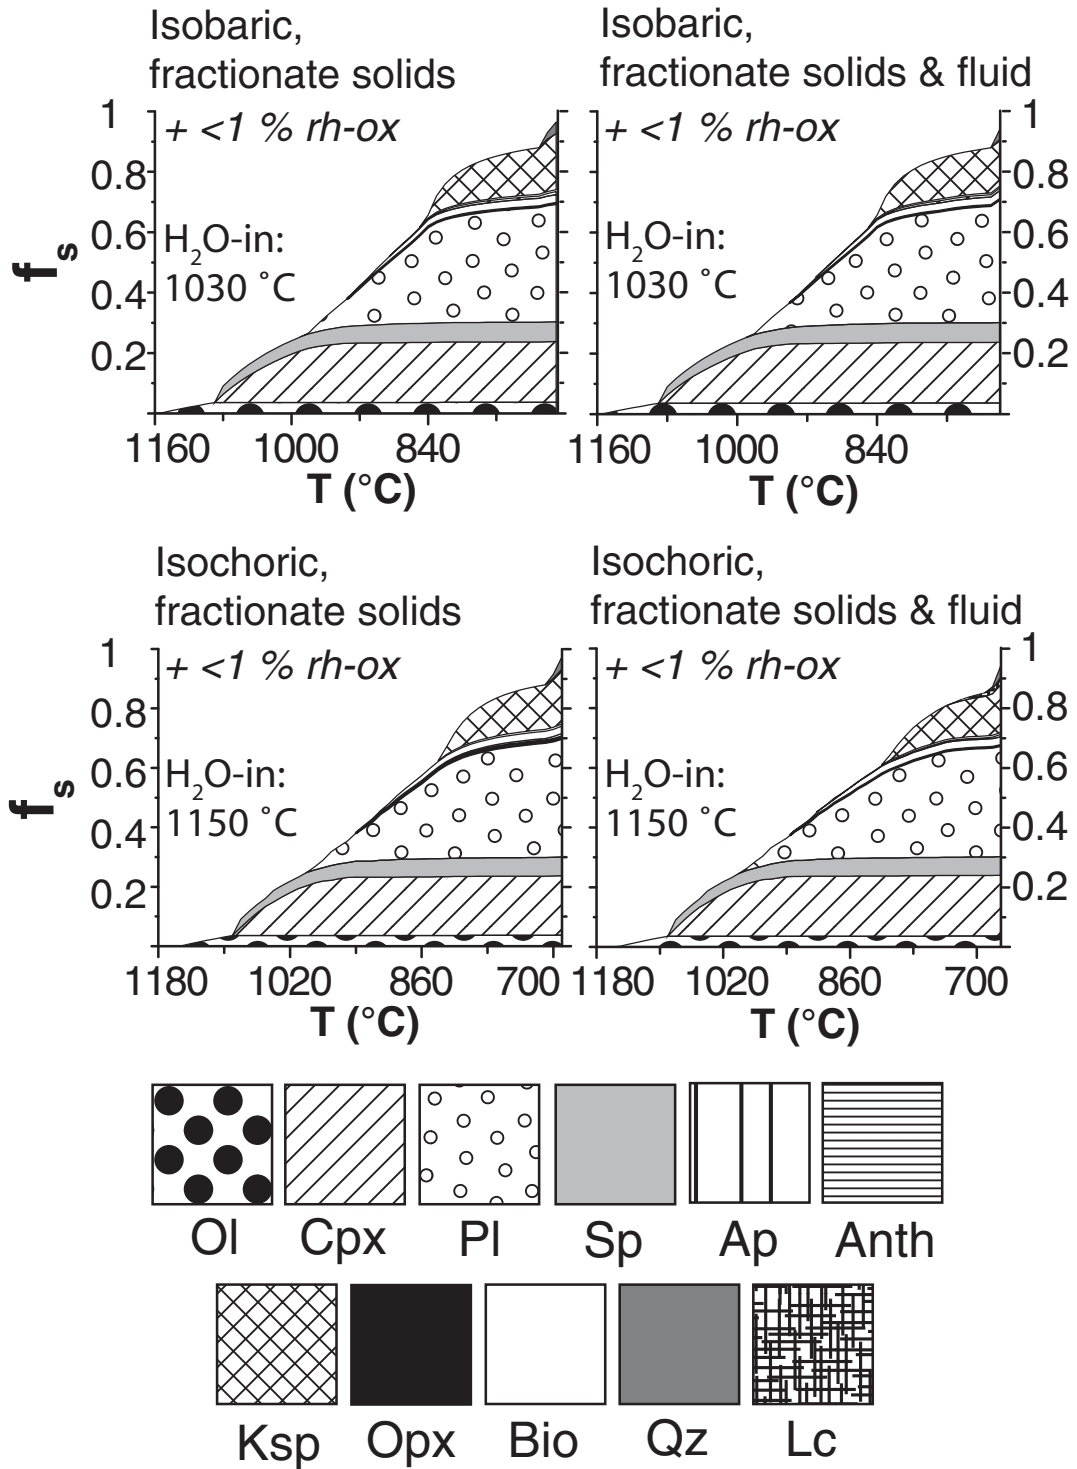 Isobaric,
fractionate solids
Isobaric,
fractionate solids & fluid
+ <1 % rh-ox
+ <1 % rh-ox
1
0.8
0.6
0.4
0.2
fs
H2O-in:
1030 °C
H2O-in:
1030 °C
1
0.8
0.6
0.4
0.2
1160 1000 840
T (°C)
1160 1000 840
T (°C)
Isochoric,
fractionate solids
Isochoric,
fractionate solids & fluid
+ <1 % rh-ox
+ <1 % rh-ox
1
0.8
0.6
0.4
0.2
fs
H2O-in:
1150 °C
H2O-in:
1150 °C
1
0.8
0.6
0.4
0.2
1180 1020 860 700
T (°C)
1180 1020 860 700
T (°C)
Ol Cpx Pl Sp Ap Anth
Ksp Opx Bio Qz Lc